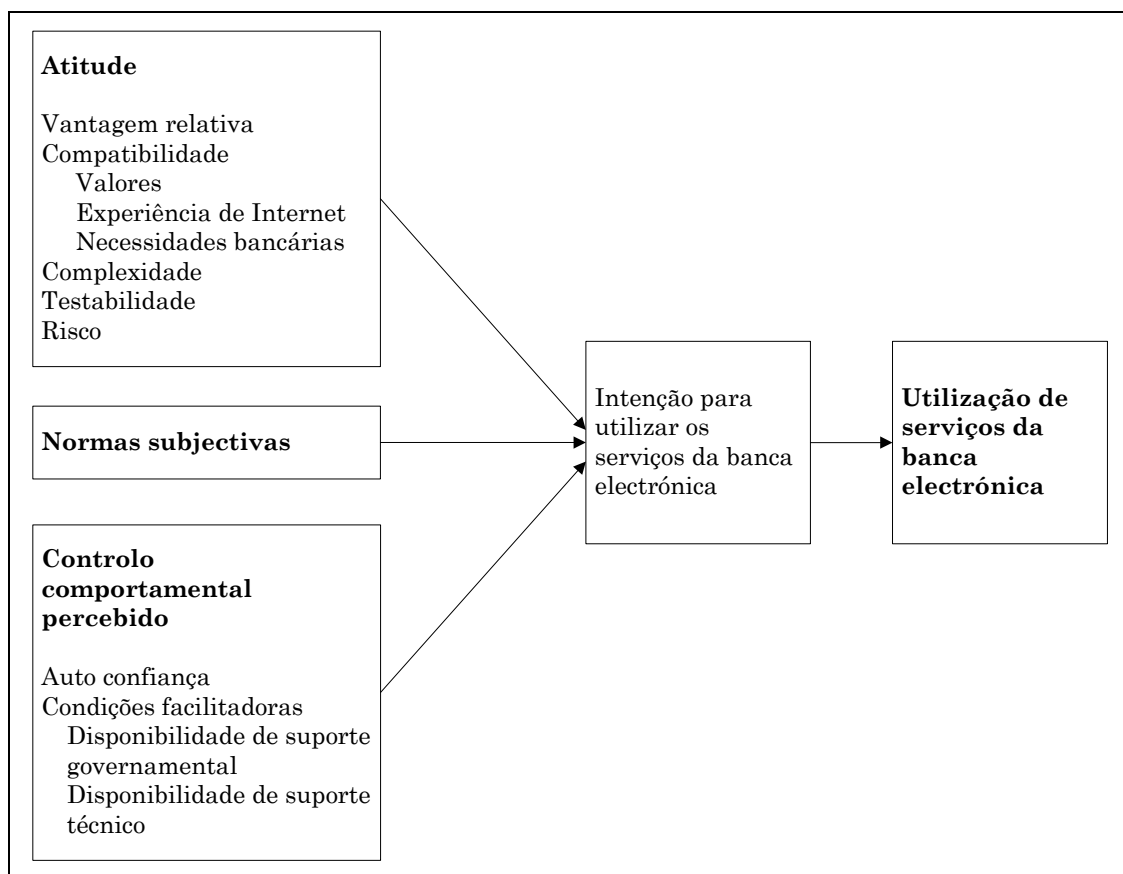 Atitude
Vantagem relativa
Compatibilidade
Valores
Experiência de Internet
Necessidades bancárias
Complexidade
Testabilidade
Risco
Normas subjectivas
Controlo
comportamental
percebido
Auto confiança
Condições facilitadoras
Disponibilidade de suporte
governamental
Disponibilidade de suporte
técnico
Intenção para
utilizar os
serviços da banca
electrónica
Utilização de
serviços da
banca
electrónica